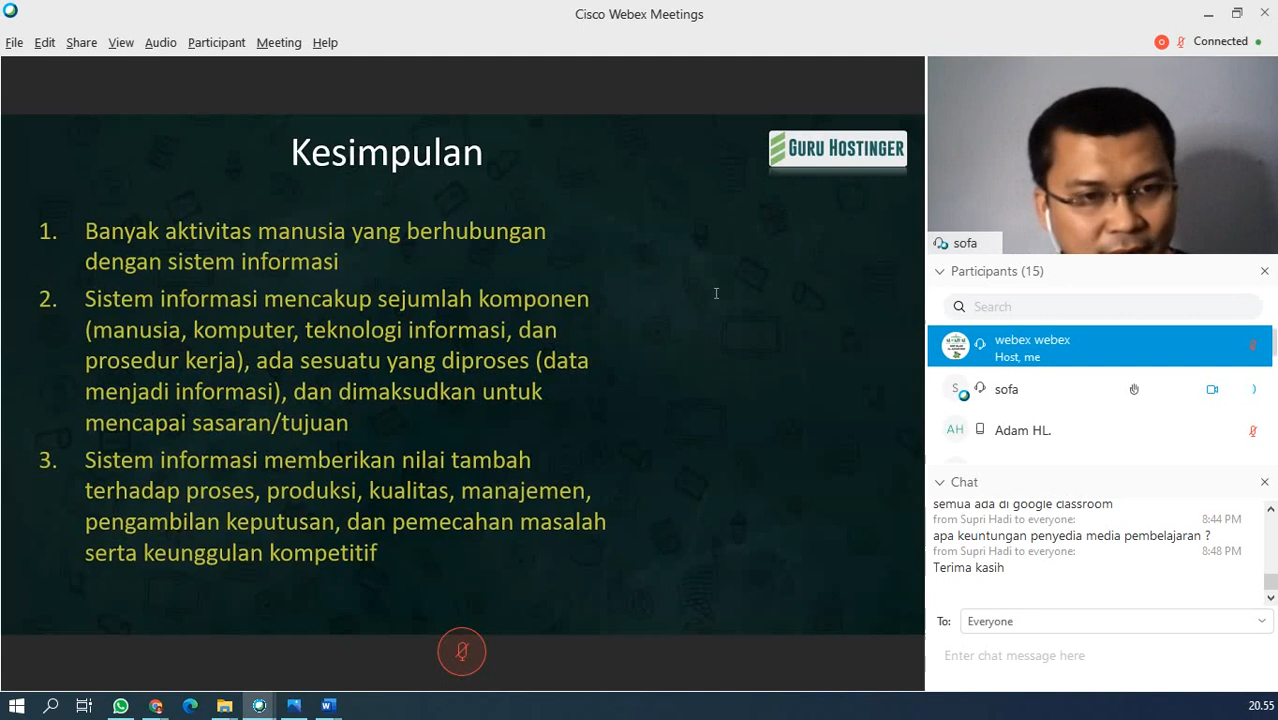 Cisco Webex Meetings
File Edit Share View Audio Participant Meeting Help
Connected
Kesimpulan
GURU HOSTINGER
1. Banyak aktivitas manusia yang berhubungan
dengan sistem informasi
2. Sistem informasi mencakup sejumlah komponen
(manusia, komputer, teknologi informasi, dan
prosedur kerja), ada sesuatu yang diproses (data
menjadi informasi), dan dimaksudkan untuk
mencapai sasaran/tujuan
3. Sistem informasi memberikan nilai tambah
terhadap proses, produksi, kualitas, manajemen,
pengambilan keputusan, dan pemecahan masalah
serta keunggulan kompetitif
sofa
Participants (15)
Search
webex webex
Host, me
S sofa
AH Adam HL.
Chat
semua ada di google classroom
from Supri Hadi to everyone: 8:44 PM
apa keuntungan penyedia media pembelajaran ?
from Supri Hadi to everyone: 8:48 PM
Terima kasih
To: Everyone
Enter chat message here
20.55